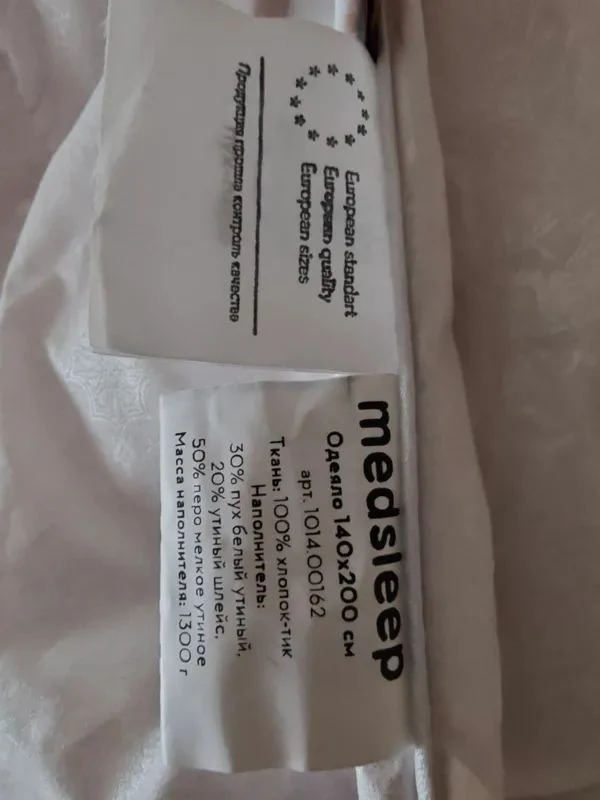 European standart
European quality
European sizes
Продукция прошла контроль качества
medsleep
Одеяло 140x200 см
арт. 1014.00162
Ткань: 100% хлопок-тик
Наполнитель:
30% пух белый утиный,
20% утиный шлейс,
50% перо мелкое утиное
Масса наполнителя: 1300 г